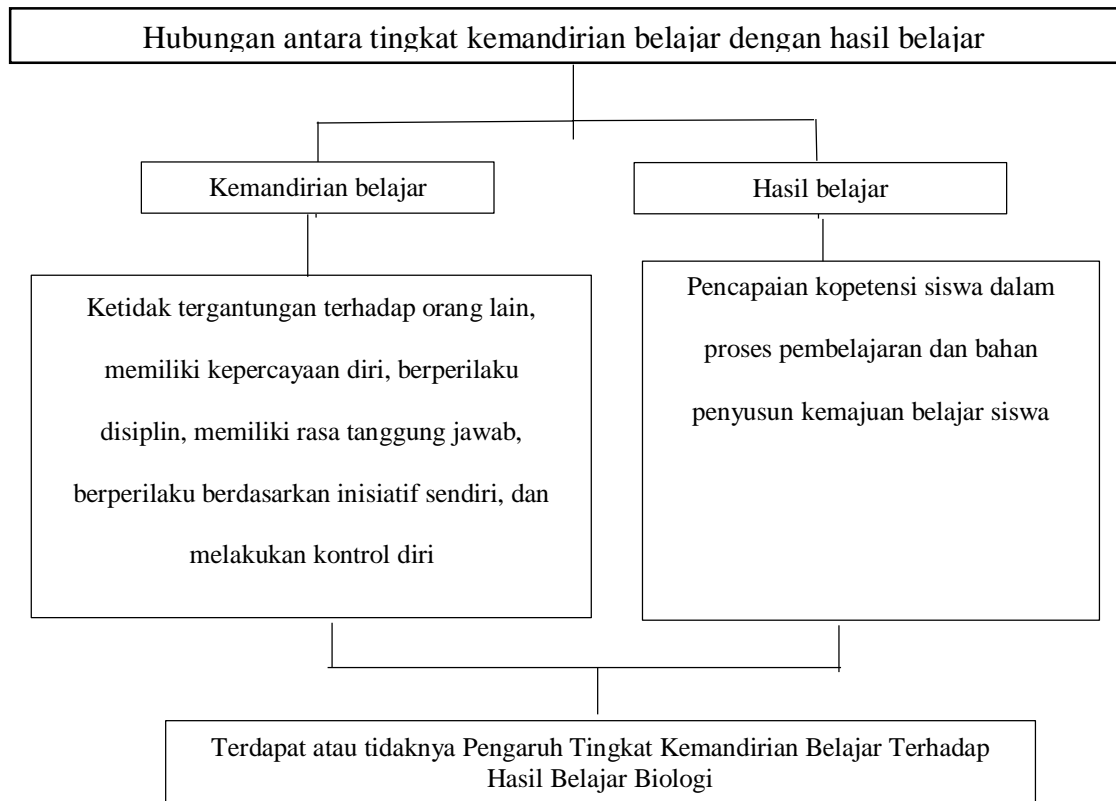 Hubungan antara tingkat kemandirian belajar dengan hasil belajar
Kemandirian belajar
Hasil belajar
Ketidak tergantungan terhadap orang lain,
memiliki kepercayaan diri, berperilaku
disiplin, memiliki rasa tanggung jawab,
berperilaku berdasarkan inisiatif sendiri, dan
melakukan kontrol diri
Pencapaian kopetensi siswa dalam
proses pembelajaran dan bahan
penyusun kemajuan belajar siswa
Terdapat atau tidaknya Pengaruh Tingkat Kemandirian Belajar Terhadap
Hasil Belajar Biologi